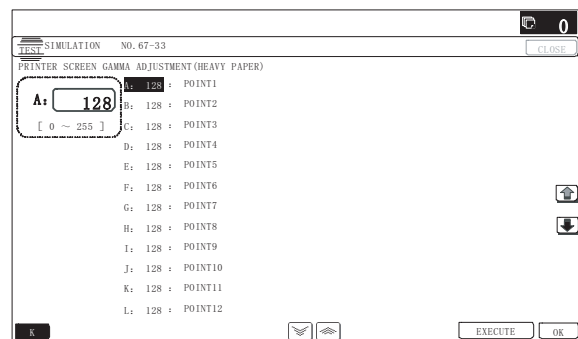 0
TEST SIMULATION NO.67-33
CLOSE
PRINTER SCREEN GAMMA ADJUSTMENT(HEAVY PAPER)
A: 128
[ 0 ~ 255 ]
A: 128 : POINT1
B: 128 : POINT2
C: 128 : POINT3
D: 128 : POINT4
E: 128 : POINT5
F: 128 : POINT6
G: 128 : POINT7
H: 128 : POINT8
I: 128 : POINT9
J: 128 : POINT10
K: 128 : POINT11
L: 128 : POINT12
K
EXECUTE
OK